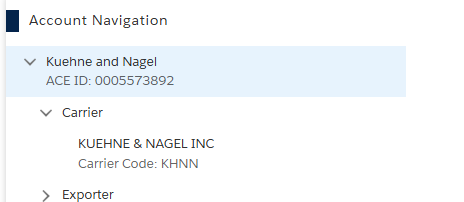 Account Navigation
Kuehne and Nagel
ACE ID: 0005573892
Carrier
KUEHNE & NAGEL INC
Carrier Code: KHNN
Exporter